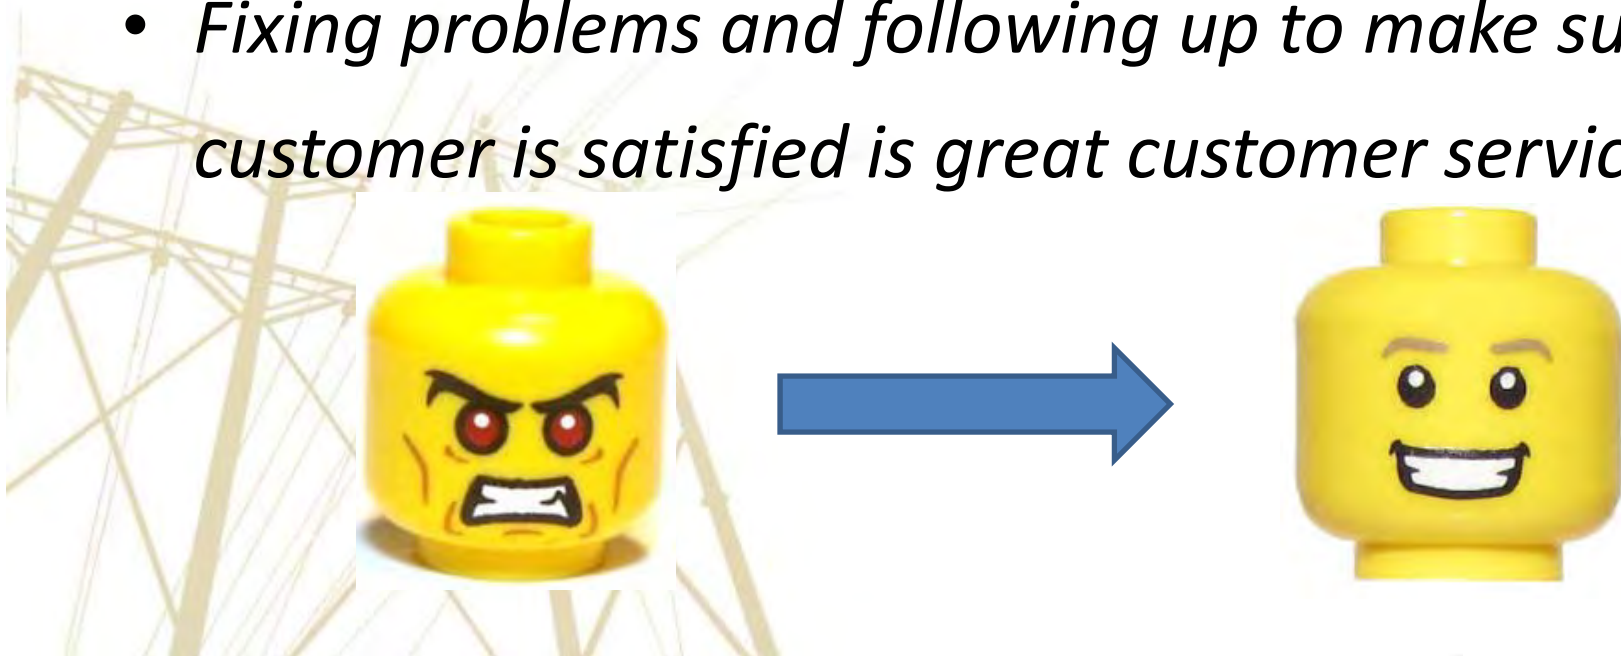 • Fixing problems and following up to make su
customer is satisfied is great customer servic